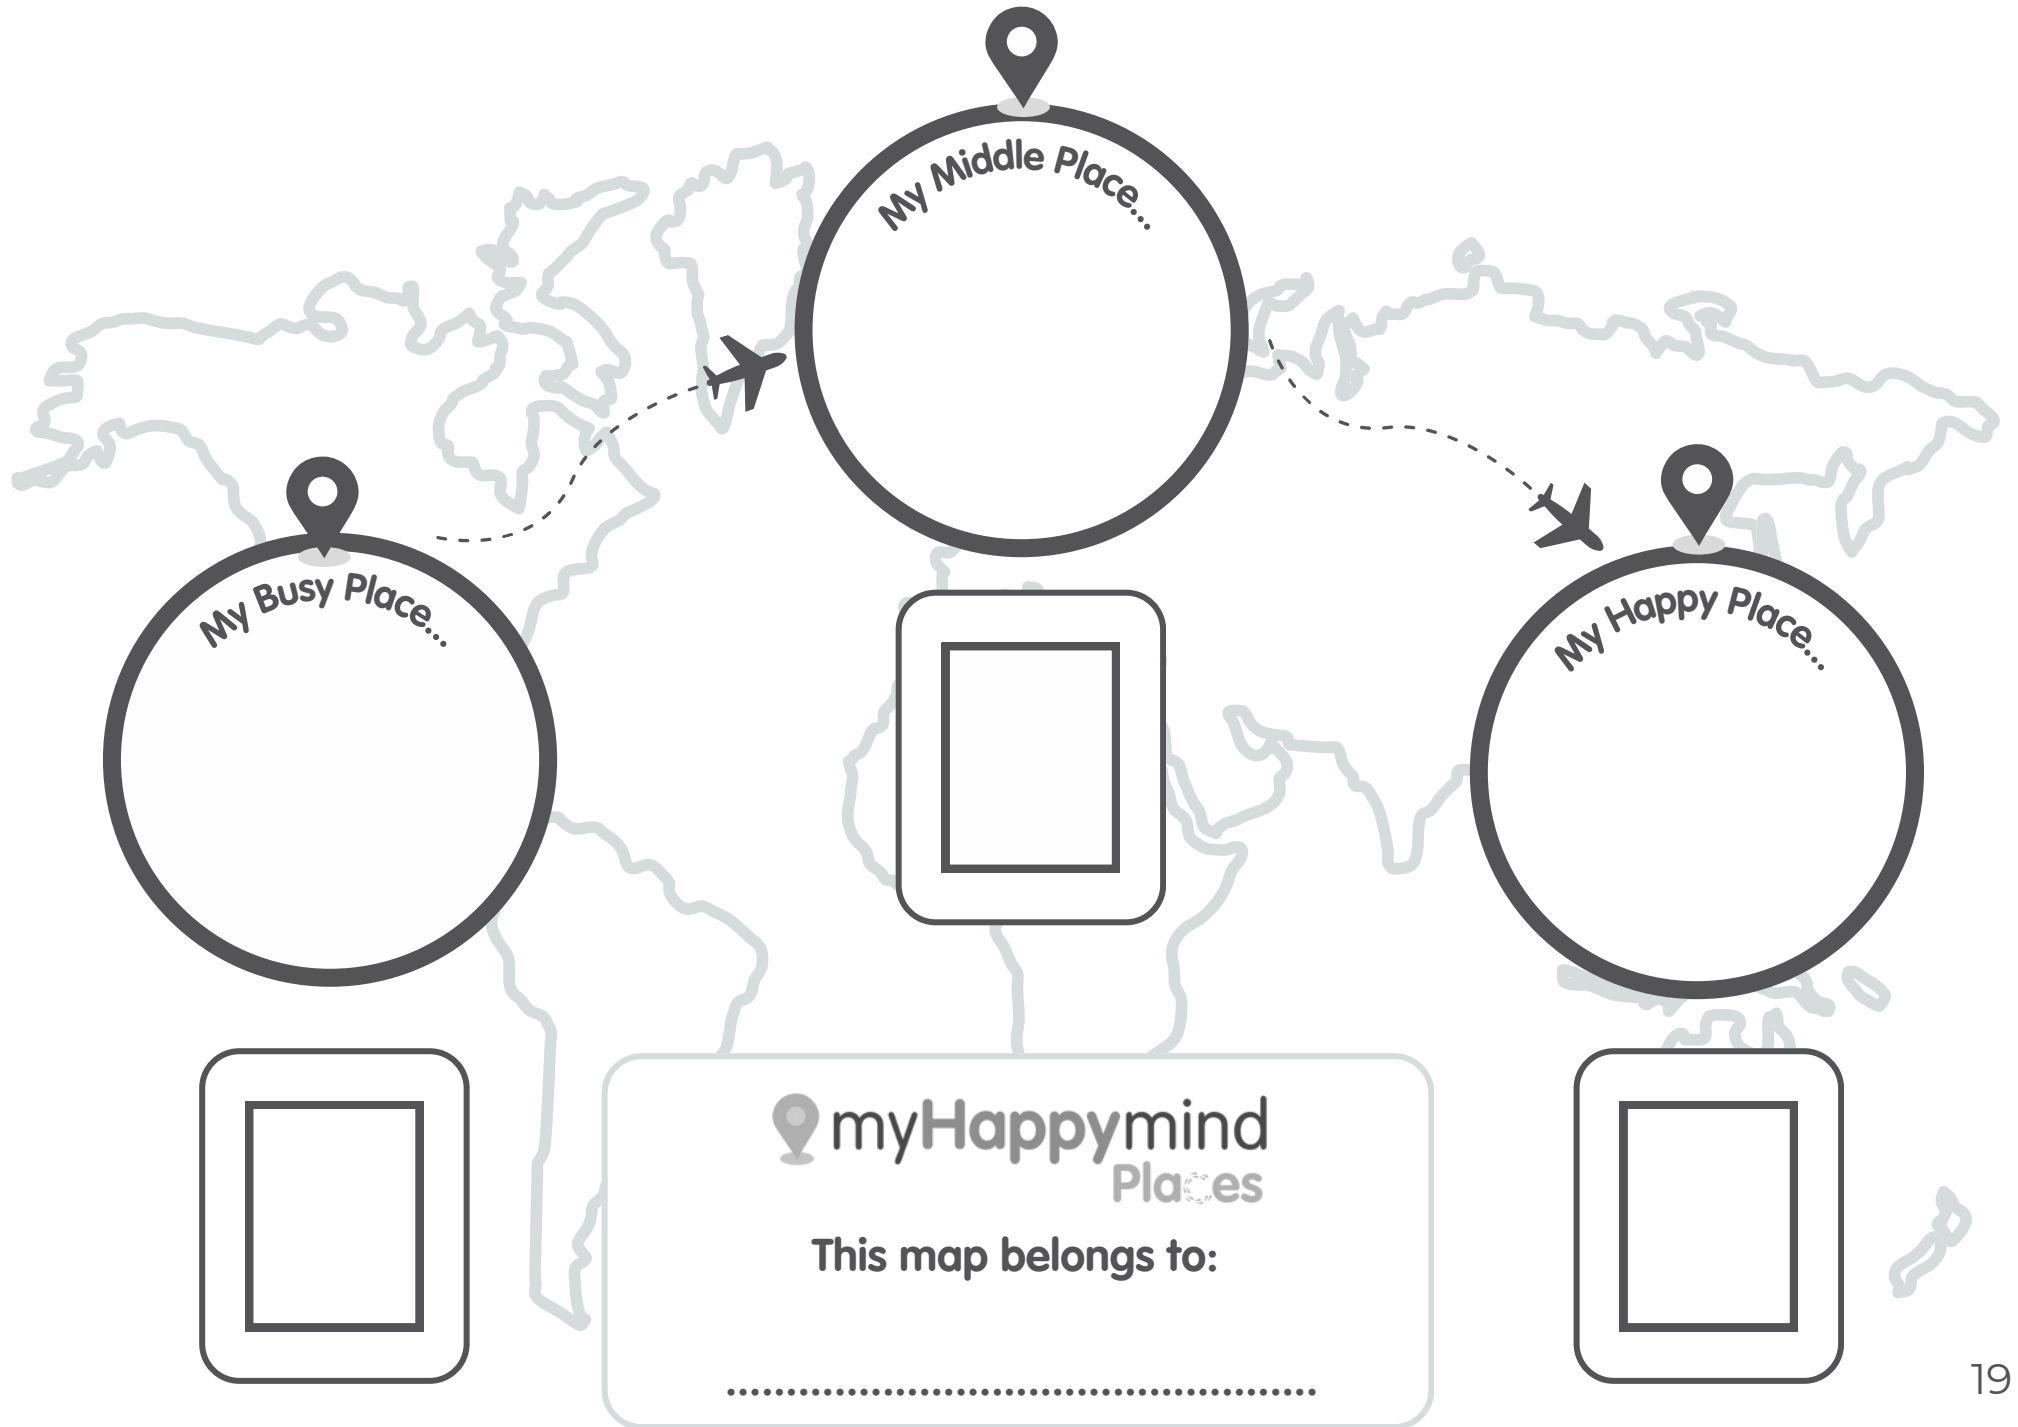 My Middle Place...
My Busy Place...
My Happy Place...
myHappymind
Places
This map belongs to:
19